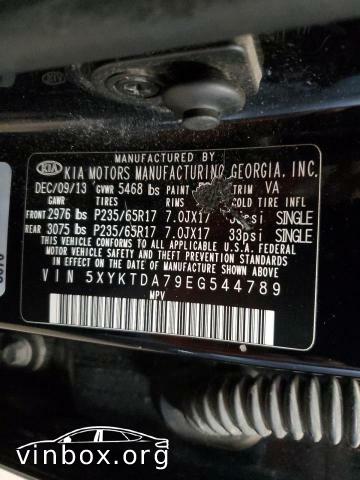 MANUFACTURED BY
KIA KIA MOTORS MANUFACTURING GEORGIA, INC.
DEC/09/13 GVWR 5468 lbs PAINT TRIM VA
GAWR TIRES RIMS COLD TIRE INFL
FRONT 2976 lbs P235/65R17 7.0JX17 psi SINGLE
REAR 3075 lbs P235/65R17 7.0JX17 33psi SINGLE
THIS VEHICLE CONFORMS TO ALL APPLICABLE U.S.A. FEDERAL
MOTOR VEHICLE SAFETY, BUMPER, AND THEFT PREVENTION
STANDARDS IN EFFECT ON THE DATE OF MANUFACTURE SHOWN ABOVE.
VIN 5XYKTDA79EG544789
MPV
vinbox.org